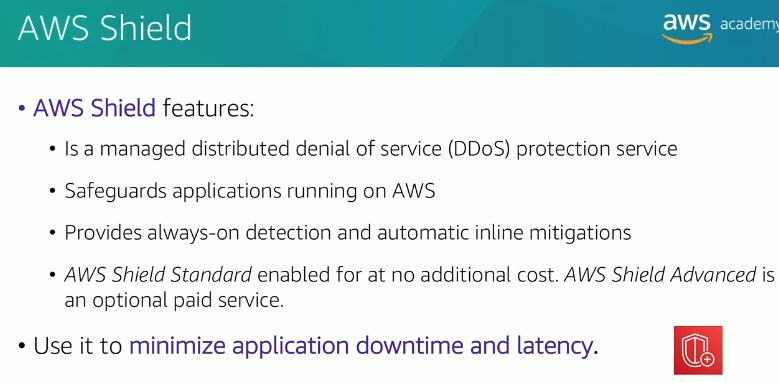 AWS Shield
aws academy
• AWS Shield features:
• Is a managed distributed denial of service (DDoS) protection service
• Safeguards applications running on AWS
• Provides always-on detection and automatic inline mitigations
• AWS Shield Standard enabled for at no additional cost. AWS Shield Advanced is
an optional paid service.
• Use it to minimize application downtime and latency.